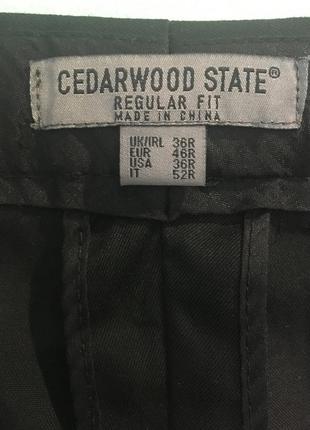 CEDARWOOD STATE®
REGULAR FIT
MADE IN CHINA
UK/IRL 36R
EUR 46R
USA 36R
IT 52R